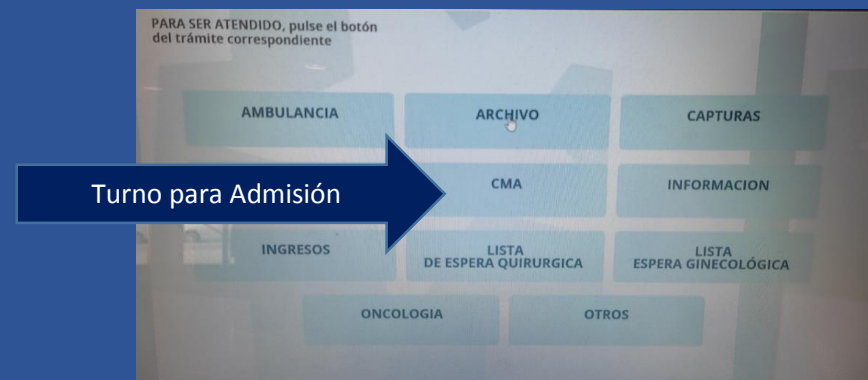 PARA SER ATENDIDO, pulse el botón
del trámite correspondiente
AMBULANCIA
ARCHIVO
CAPTURAS
Turno para Admisión
CMA
INFORMACION
INGRESOS
LISTA
DE ESPERA QUIRURGICA
LISTA
ESPERA GINECOLÓGICA
ONCOLOGIA
OTROS